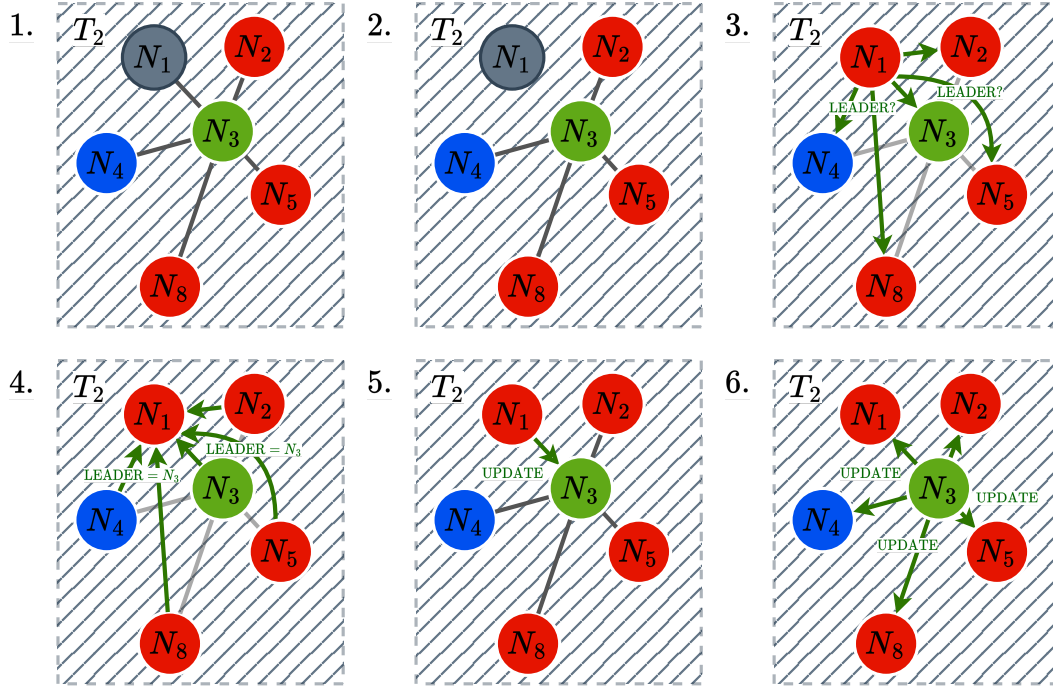 1.
T₂
N₁
N₂
N₃
N₄
N₅
N₈
2.
T₂
N₁
N₂
N₃
N₄
N₅
N₈
3.
T₂
N₁
N₂
LEADER?
LEADER?
N₃
N₄
N₅
N₈
4.
T₂
N₁
N₂
LEADER = N₃
LEADER = N₃
N₃
N₄
N₅
N₈
5.
T₂
N₁
N₂
UPDATE
N₃
N₄
N₅
N₈
6.
T₂
N₁
N₂
UPDATE
N₃
UPDATE
N₄
UPDATE
N₅
N₈